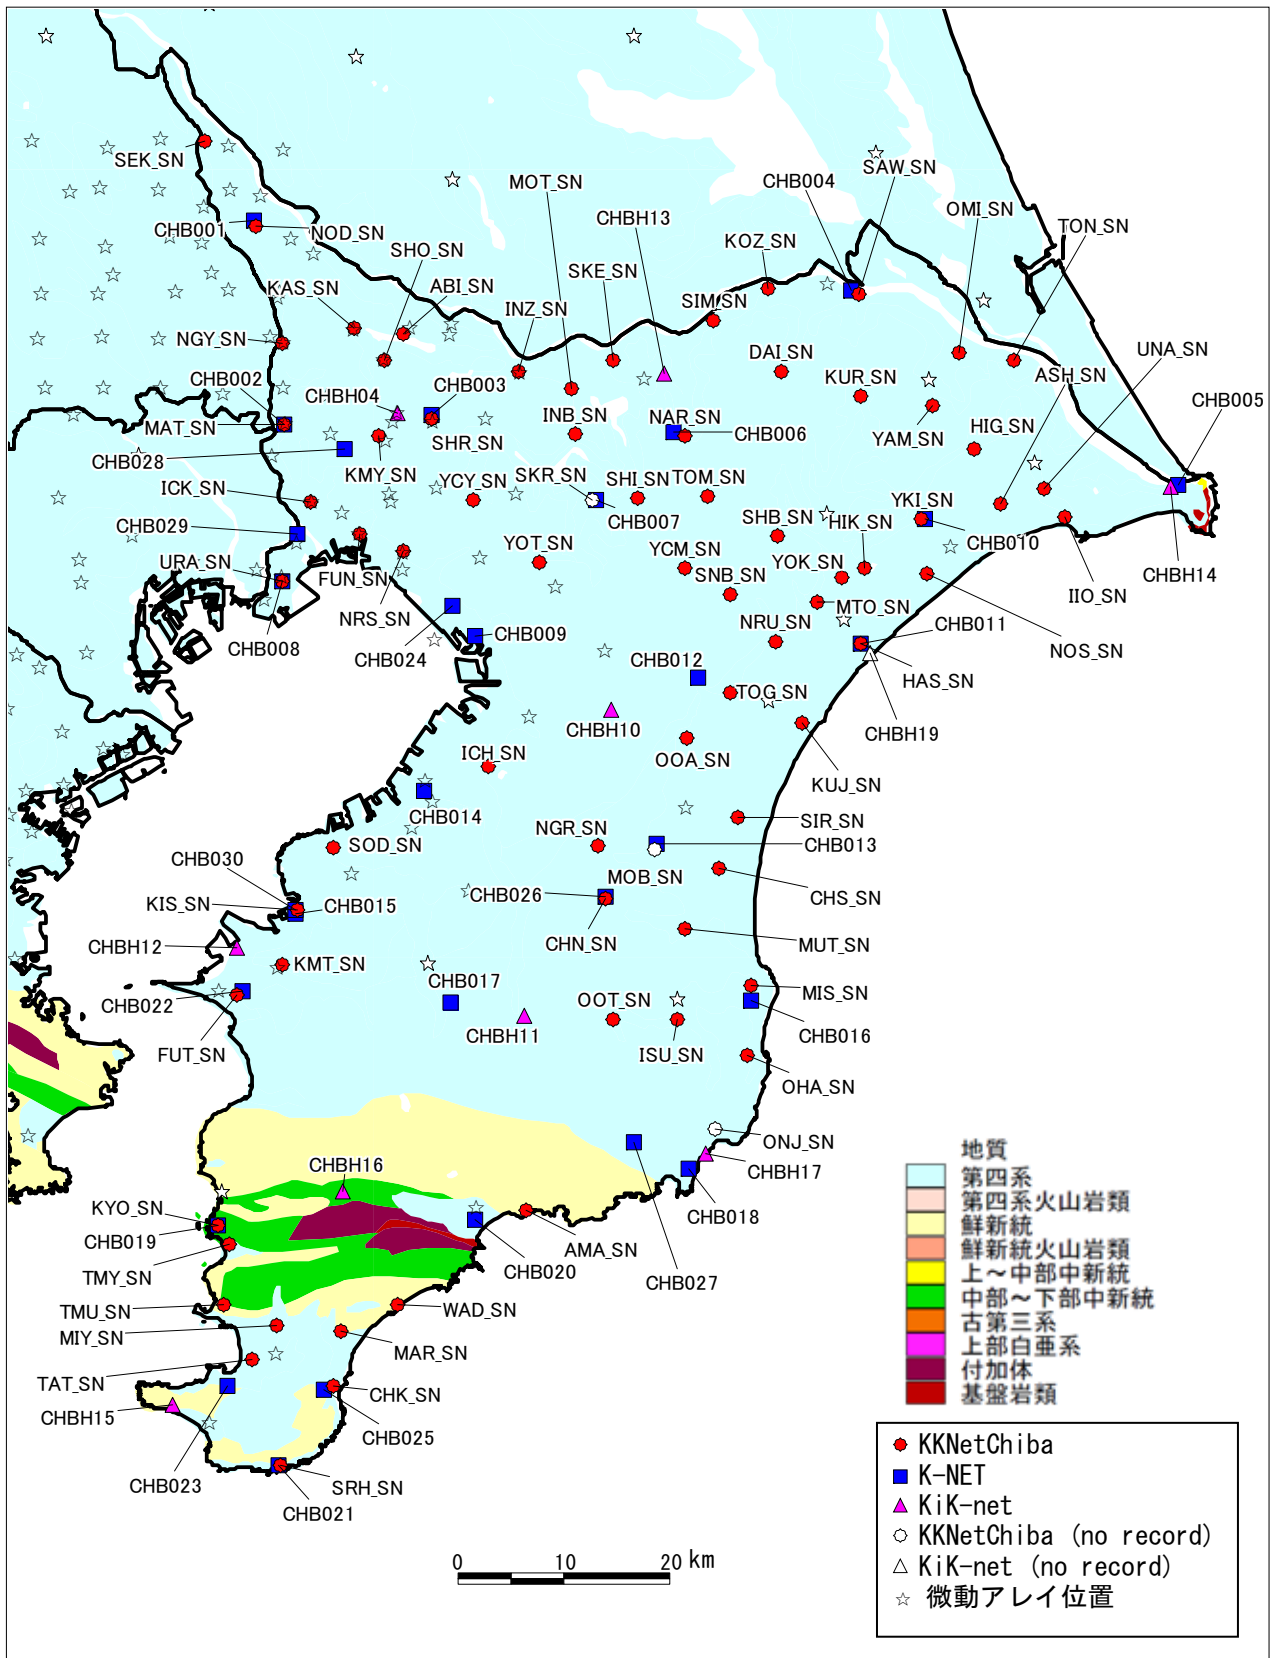 SEK_SN
CHB001
NOD_SN
SHO_SN
MOT_SN
CHBH13
CHB004
SAW_SN
OMI_SN
TON_SN
KOZ_SN
SKE_SN
KAS_SN
ABI_SN
INZ_SN
SIM_SN
NGY_SN
DAI_SN
UNA_SN
CHB002
CHBH04
CHB003
KUR_SN
ASH_SN
CHB005
MAT_SN
INB_SN
NAR_SN
CHB006
YAM_SN
HIG_SN
CHB028
SHR_SN
KMY_SN
SKR_SN
SHI_SN
TOM_SN
ICK_SN
YCY_SN
CHB007
YKI_SN
CHB029
SHB_SN
HIK_SN
CHB010
URA_SN
FUN_SN
YOT_SN
YCM_SN
YOK_SN
CHBH14
SNB_SN
IIO_SN
NRS_SN
MTO_SN
CHB008
CHB024
CHB009
NRU_SN
CHB011
NOS_SN
CHB012
HAS_SN
TOG_SN
CHBH10
CHBH19
ICH_SN
OOA_SN
KUJ_SN
CHB014
SIR_SN
NGR_SN
CHB013
SOD_SN
CHB030
MOB_SN
CHS_SN
KIS_SN
CHB015
CHB026
CHBH12
CHN_SN
MUT_SN
KMT_SN
CHB017
MIS_SN
CHB022
OOT_SN
CHB016
CHBH11
FUT_SN
ISU_SN
OHA_SN
ONJ_SN
CHBH16
CHBH17
KYO_SN
CHB018
CHB019
AMA_SN
TMY_SN
CHB020
CHB027
TMU_SN
WAD_SN
MIY_SN
MAR_SN
TAT_SN
CHK_SN
CHBH15
CHB025
CHB023
SRH_SN
CHB021
地質
第四系
第四系火山岩類
鮮新統
鮮新統火山岩類
上～中部中新統
中部～下部中新統
古第三系
上部白亜系
付加体
基盤岩類
KKNetChiba
K-NET
KiK-net
KKNetChiba (no record)
KiK-net (no record)
微動アレイ位置
0 10 20 km